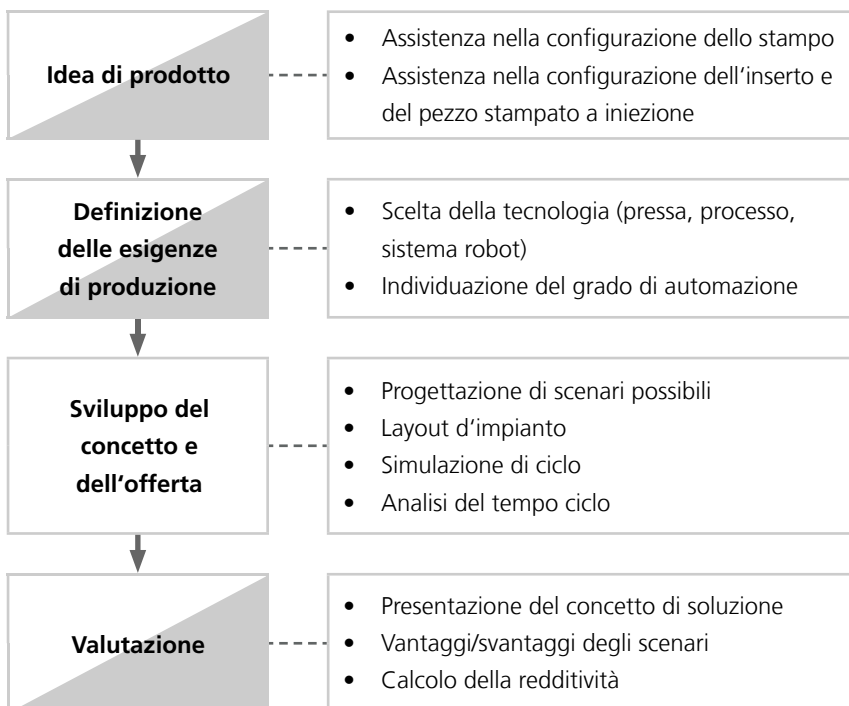 Idea di prodotto
• Assistenza nella configurazione dello stampo
• Assistenza nella configurazione dell'inserto e
del pezzo stampato a iniezione
Definizione
delle esigenze
di produzione
• Scelta della tecnologia (pressa, processo,
sistema robot)
• Individuazione del grado di automazione
Sviluppo del
concetto e
dell‘offerta
• Progettazione di scenari possibili
• Layout d'impianto
• Simulazione di ciclo
• Analisi del tempo ciclo
Valutazione
• Presentazione del concetto di soluzione
• Vantaggi/svantaggi degli scenari
• Calcolo della redditività